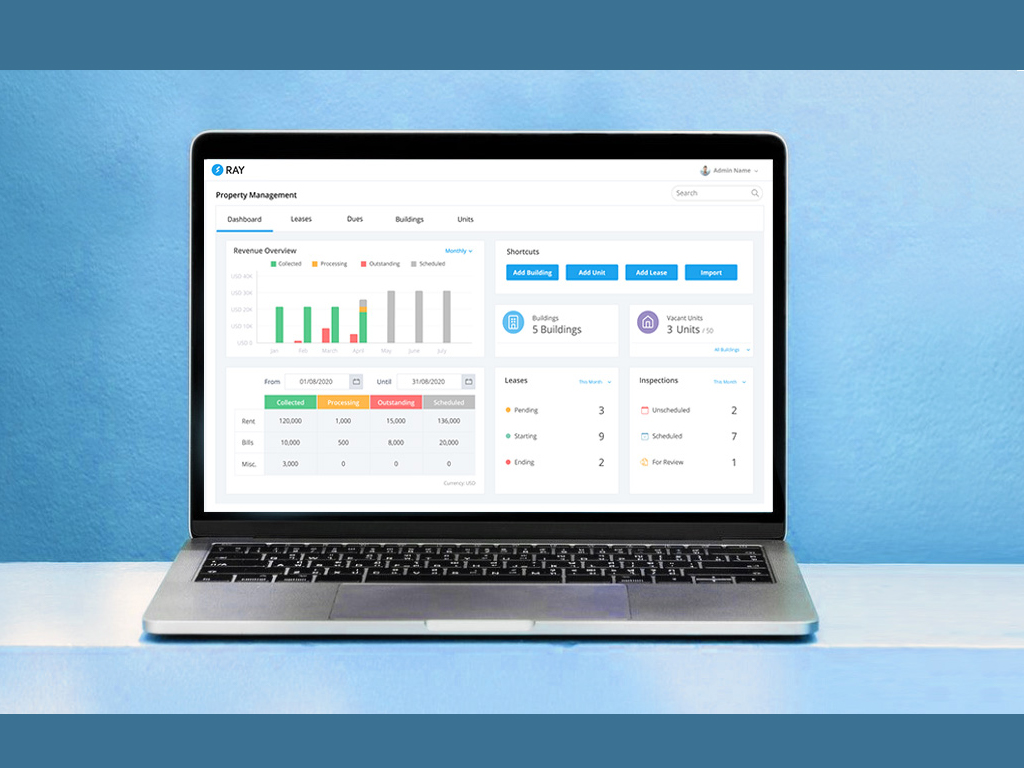 RAY
Admin Name
Property Management
Search
Dashboard Leases Dues Buildings Units
Revenue Overview
Monthly
Collected Processing Outstanding Scheduled
USD 40K
USD 30K
USD 20K
USD 10K
USD 0
Jan Feb March April May June July
Shortcuts
Add Building Add Unit Add Lease Import
Buildings
5 Buildings
Vacant Units
3 Units / 50
All Buildings
From 01/08/2020 Until 31/08/2020
Collected Processing Outstanding Scheduled
Rent 120,000 1,000 15,000 136,000
Bills 10,000 500 8,000 20,000
Misc. 3,000 0 0 0
Currency: USD
Leases
This Month
Pending 3
Starting 9
Ending 2
Inspections
This Month
Unscheduled 2
Scheduled 7
For Review 1